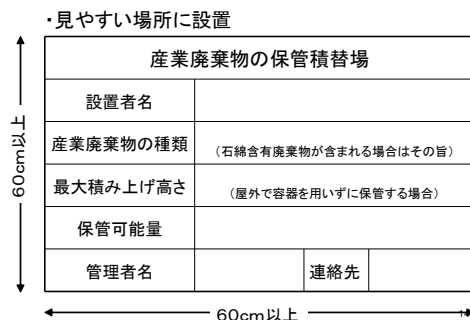 ・見やすい場所に設置
産業廃棄物の保管積替場
設置者名
産業廃棄物の種類 (石綿含有廃棄物が含まれる場合はその旨)
最大積み上げ高さ (屋外で容器を用いずに保管する場合)
保管可能量
管理者名 連絡先
60cm以上
60cm以上